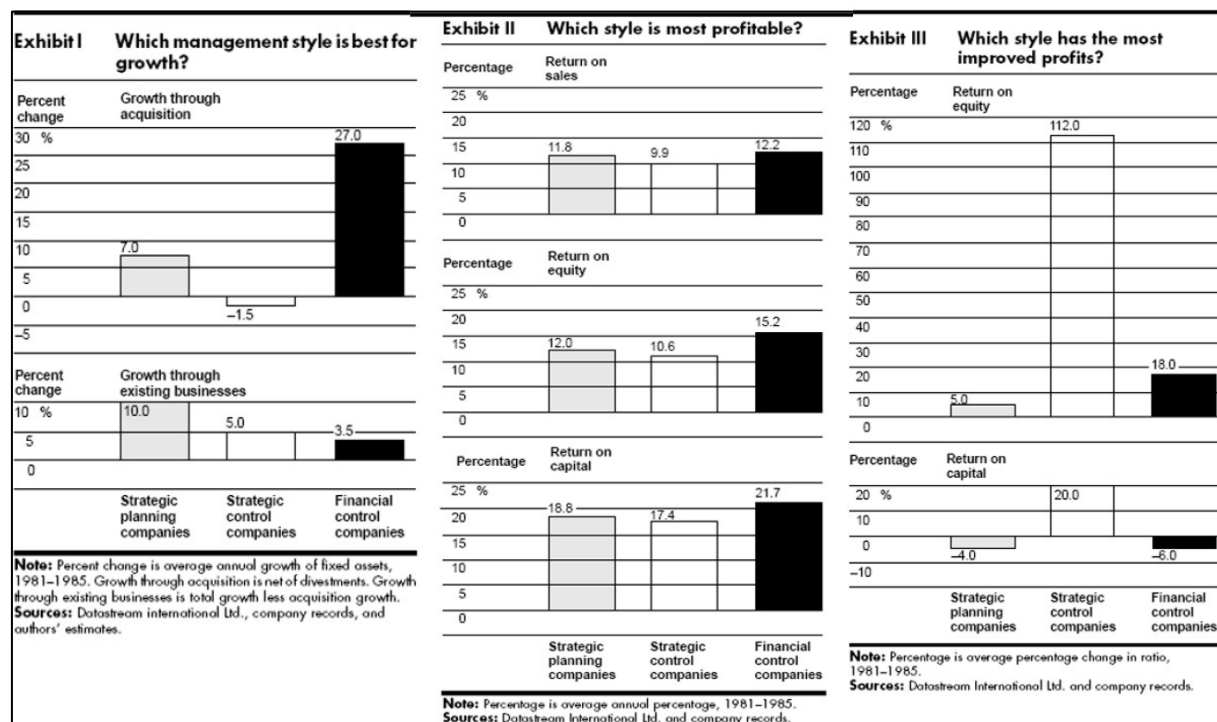 Exhibit I Which management style is best for
growth?
Percent
change
Growth through
acquisition
30 %
25
20
15
10
5
0
–5
7.0
–1.5
27.0
Percent
change
Growth through
existing businesses
10 %
5
0
10.0
5.0
3.5
Strategic
planning
companies
Strategic
control
companies
Financial
control
companies
Note: Percent change is average annual growth of fixed assets,
1981–1985. Growth through acquisition is net of divestments. Growth
through existing businesses is total growth less acquisition growth.
Sources: Datastream international Ltd., company records, and
authors’ estimates.
Exhibit II Which style is most profitable?
Percentage
Return on
sales
25 %
20
15
10
5
0
11.8
9.9
12.2
Percentage
Return on
equity
25 %
20
15
10
5
0
12.0
10.6
15.2
Percentage
Return on
capital
25 %
20
15
10
5
0
18.8
17.4
21.7
Strategic
planning
companies
Strategic
control
companies
Financial
control
companies
Note: Percentage is average annual percentage, 1981–1985.
Sources: Datastream International Ltd. and company records.
Exhibit III Which style has the most
improved profits?
Percentage
Return on
equity
120 %
110
100
90
80
70
60
50
40
30
20
10
0
5.0
112.0
18.0
Percentage
Return on
capital
20 %
10
0
–10
–4.0
20.0
–6.0
Strategic
planning
companies
Strategic
control
companies
Financial
control
companies
Note: Percentage is average percentage change in ratio,
1981–1985.
Sources: Datastream International Ltd. and company records.